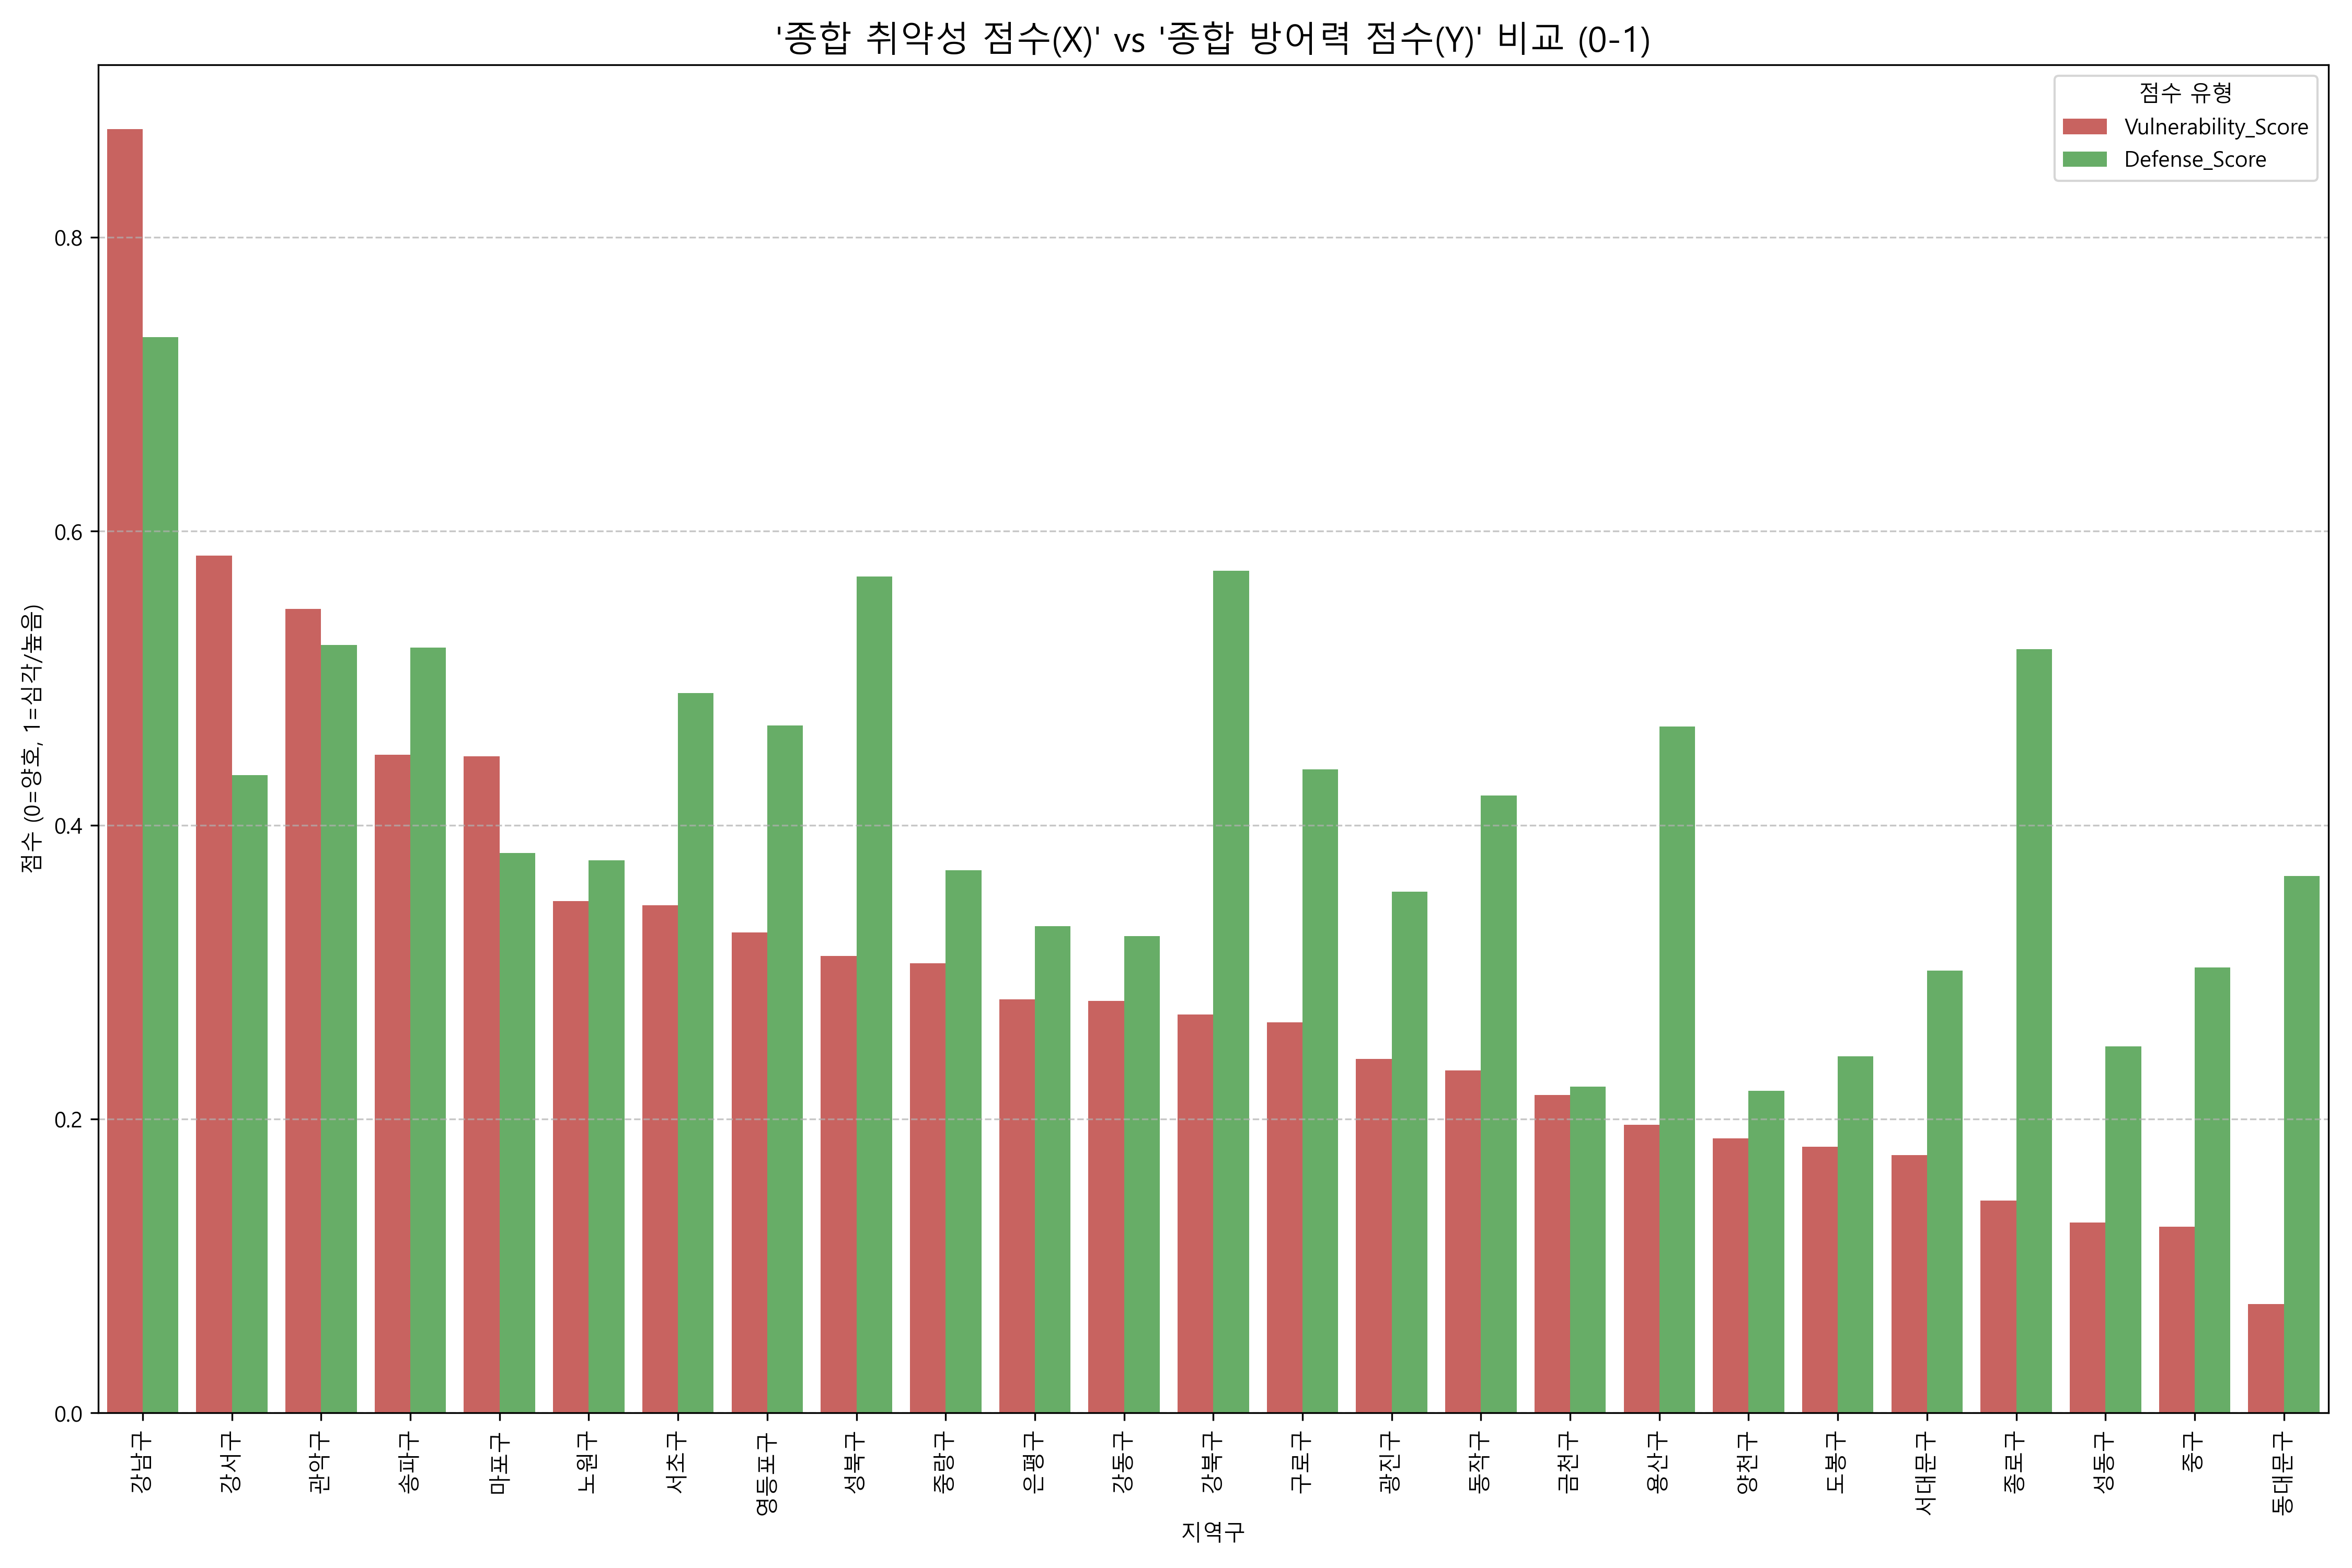 '종합 취약성 점수(X)' vs '종합 방어력 점수(Y)' 비교 (0-1)
점수 유형
Vulnerability_Score
Defense_Score
점수 (0=양호, 1=심각/높음)
0.8
0.6
0.4
0.2
0.0
강남구
강서구
관악구
송파구
마포구
노원구
서초구
영등포구
성북구
중랑구
은평구
강동구
강북구
구로구
광진구
동작구
금천구
용산구
양천구
도봉구
서대문구
종로구
성동구
중구
동대문구
지역구